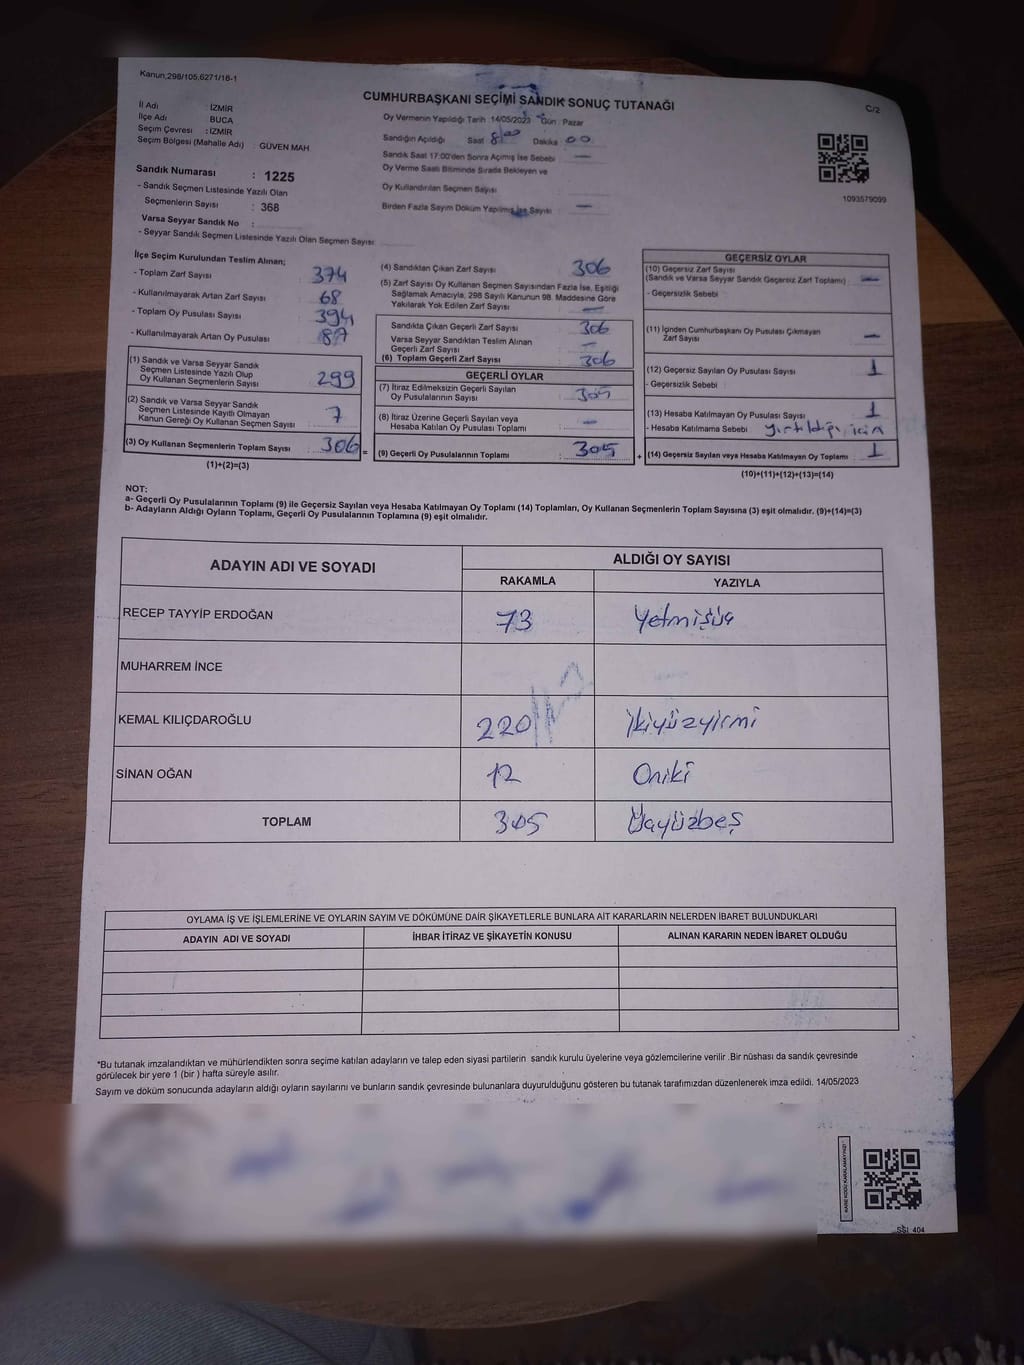 Kanun,298/105,6271/18-1
CUMHURBAŞKANI SEÇİMİ SANDIK SONUÇ TUTANAĞI
C/2
İl Adı : İZMİR
İlçe Adı BUCA
Seçim Çevresi : İZMİR
Seçim Bölgesi (Mahalle Adı) : GÜVEN MAH
Sandık Numarası : 1225
- Sandık Seçmen Listesinde Yazılı Olan
Seçmenlerin Sayısı : 368
Varsa Seyyar Sandık No :
- Seyyar Sandık Seçmen Listesinde Yazılı Olan Seçmen Sayısı:
Oy Vermenin Yapıldığı Tarih :14/05/2023 Gün : Pazar
Sandığın Açıldığı Saat 8/00 Dakika 00
Sandık Saat 17:00'den Sonra Açımış İse Sebebi —
Oy Verme Saati Bitiminde Sırada Bekleyen ve
Oy Kullandırılan Seçmen Sayısı
Birden Fazla Sayım Döküm Yapılmış İse Sayısı —
1093579099
İlçe Seçim Kurulundan Teslim Alınan;
- Toplam Zarf Sayısı 374
- Kullanılmayarak Artan Zarf Sayısı : 68
- Toplam Oy Pusulası Sayısı 394
- Kullanılmayarak Artan Oy Pusulası 87
(1) Sandık ve Varsa Seyyar Sandık
Seçmen Listesinde Yazılı Olup
Oy Kullanan Seçmenlerin Sayısı : 299
(2) Sandık ve Varsa Seyyar Sandık
Seçmen Listesinde Kayıtlı Olmayan
Kanun Gereği Oy Kullanan Seçmen Sayısı : 7
(3) Oy Kullanan Seçmenlerin Toplam Sayısı : 306 =
(1)+(2)=(3)
(4) Sandıktan Çıkan Zarf Sayısı 306
(5) Zarf Sayısı Oy Kullanan Seçmen Sayısından Fazla İse, Eşitliği
Sağlamak Amacıyla, 298 Sayılı Kanunun 98. Maddesine Göre
Yakılarak Yok Edilen Zarf Sayısı —
Sandıkta Çıkan Geçerli Zarf Sayısı 306
Varsa Seyyar Sandıktan Teslim Alınan
Geçerli Zarf Sayısı —
(6) Toplam Geçerli Zarf Sayısı : 306
GEÇERLİ OYLAR
(7) İtiraz Edilmeksizin Geçerli Sayılan
Oy Pusulalarının Sayısı : 305
(8) İtiraz Üzerine Geçerli Sayılan veya
Hesaba Katılan Oy Pusulası Toplamı : —
(9) Geçerli Oy Pusulalarının Toplamı : 305 +
GEÇERSİZ OYLAR
(10) Geçersiz Zarf Sayısı
(Sandık ve Varsa Seyyar Sandık Geçersiz Zarf Toplamı) : —
- Geçersizlik Sebebi :
(11) İçinden Cumhurbaşkanı Oy Pusulası Çıkmayan
Zarf Sayısı : —
(12) Geçersiz Sayılan Oy Pusulası Sayısı : 1
- Geçersizlik Sebebi :
(13) Hesaba Katılmayan Oy Pusulası Sayısı : 1
- Hesaba Katılmama Sebebi : yırtıldığı için
(14) Geçersiz Sayılan veya Hesaba Katılmayan Oy Toplamı : 1
(10)+(11)+(12)+(13)=(14)
NOT:
a- Geçerli Oy Pusulalarının Toplamı (9) ile Geçersiz Sayılan veya Hesaba Katılmayan Oy Toplamı (14) Toplamları, Oy Kullanan Seçmenlerin Toplam Sayısına (3) eşit olmalıdır. (9)+(14)=(3)
b- Adayların Aldığı Oyların Toplamı, Geçerli Oy Pusulalarının Toplamına (9) eşit olmalıdır.
ADAYIN ADI VE SOYADI ALDIĞI OY SAYISI
RAKAMLA YAZIYLA
RECEP TAYYİP ERDOĞAN 73 Yetmişüç
MUHARREM İNCE
KEMAL KILIÇDAROĞLU 220 İkiyüzyirmi
SİNAN OĞAN 12 Oniki
TOPLAM 305 Üçyüzbeş
OYLAMA İŞ VE İŞLEMLERİNE VE OYLARIN SAYIM VE DÖKÜMÜNE DAİR ŞİKAYETLERLE BUNLARA AİT KARARLARIN NELERDEN İBARET BULUNDUKLARI
ADAYIN ADI VE SOYADI İHBAR İTİRAZ VE ŞİKAYETİN KONUSU ALINAN KARARIN NEDEN İBARET OLDUĞU
*Bu tutanak imzalandıktan ve mühürlendikten sonra seçime katılan adayların ve talep eden siyasi partilerin sandık kurulu üyelerine veya gözlemcilerine verilir .Bir nüshası da sandık çevresinde
görülecek bir yere 1 (bir ) hafta süreyle asılır.
Sayım ve döküm sonucunda adayların aldığı oyların sayılarını ve bunların sandık çevresinde bulunanlara duyurulduğunu gösteren bu tutanak tarafımızdan düzenlenerek imza edildi. 14/05/2023
KARE KODU KARALAMAYINIZ!
SSI_404